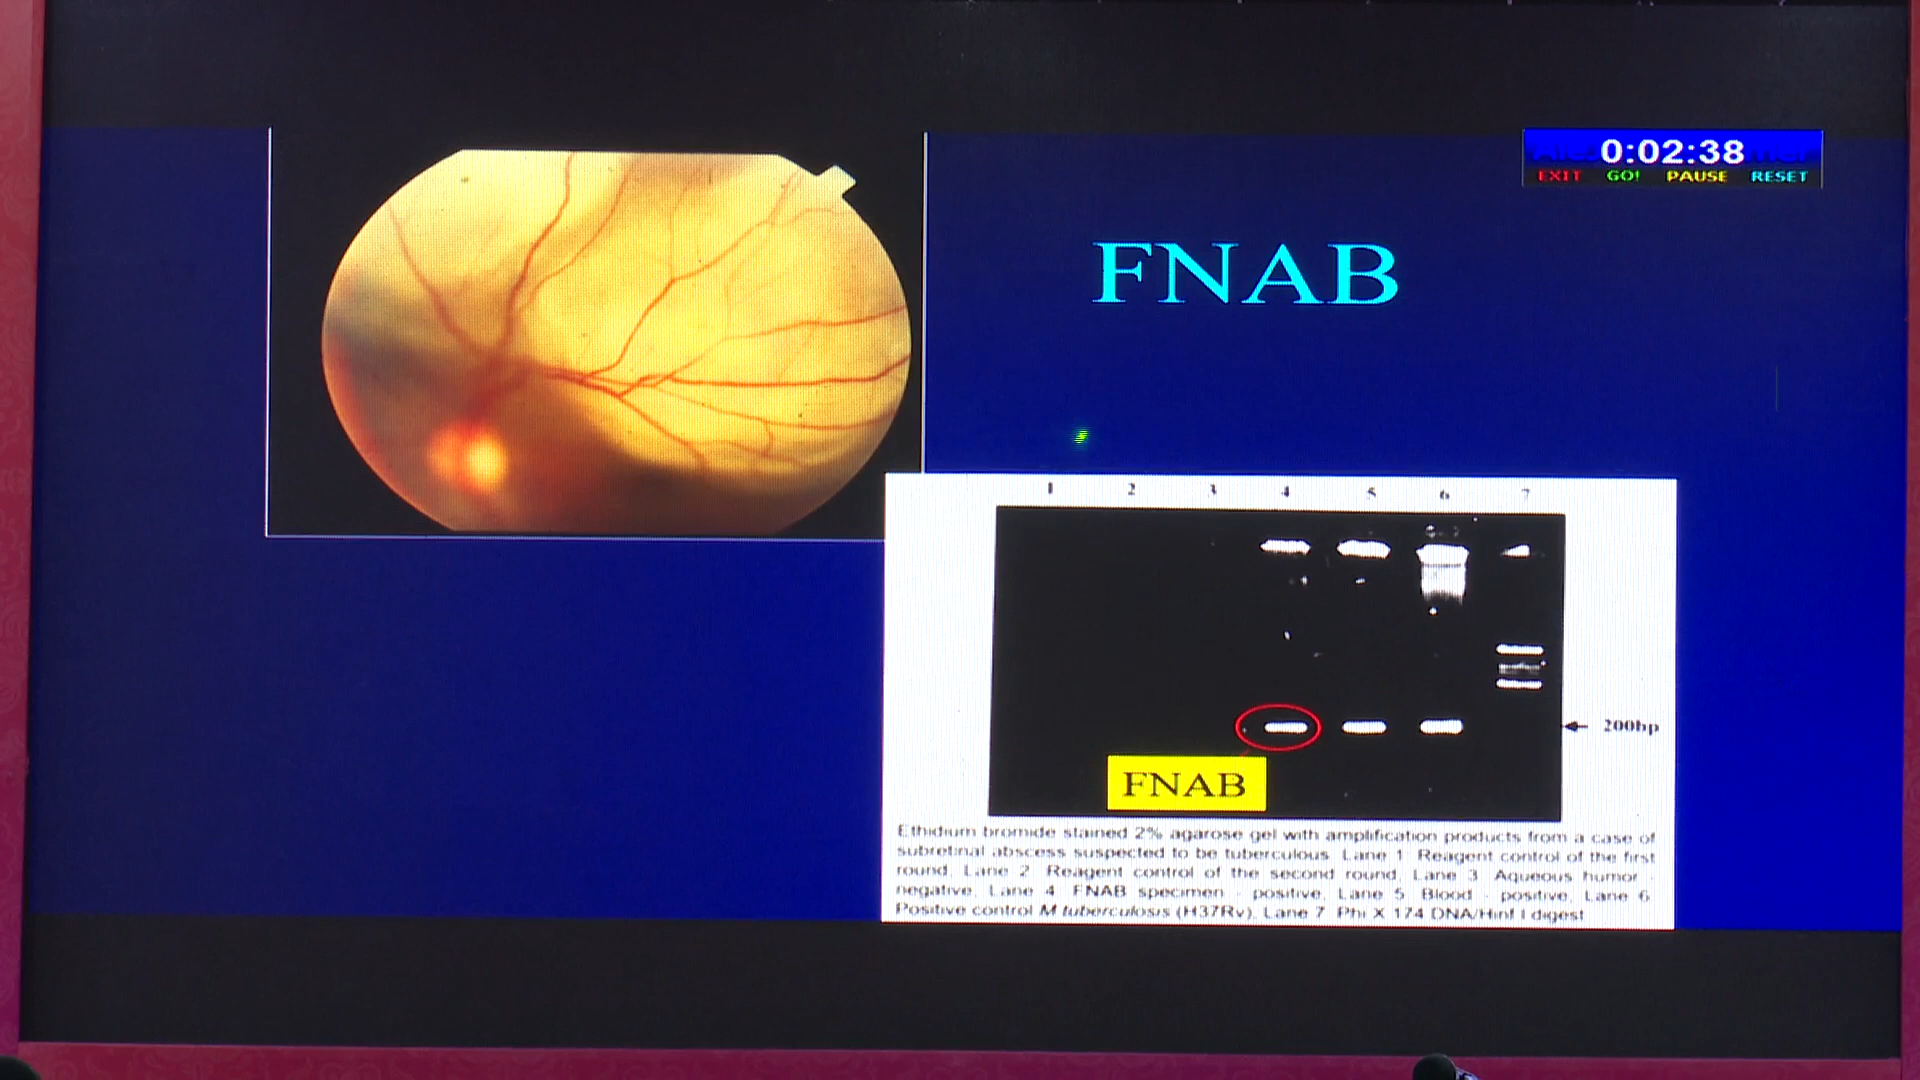 0:02:38
EXIT GO! PAUSE RESET
FNAB
1 2 3 4 5 6 7
200bp
FNAB
Ethidium bromide stained 2% agarose gel with amplification products from a case of
subretinal abscess suspected to be tuberculous. Lane 1 Reagent control of the first
round, Lane 2 Reagent control of the second round, Lane 3 Aqueous humor -
negative, Lane 4 FNAB specimen - positive, Lane 5 Blood - positive, Lane 6
Positive control M tuberculosis (H37Rv), Lane 7 Phi X 174 DNA/Hinf I digest